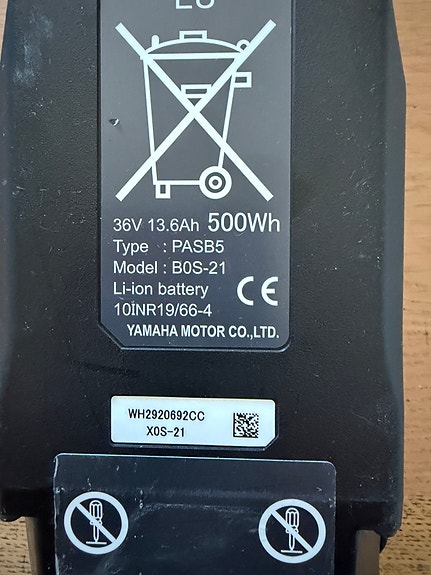 36V 13.6Ah 500Wh
Type : PASB5
Model : B0S-21
Li-ion battery
CE
10INR19/66-4
YAMAHA MOTOR CO.,LTD.
WH2920692CC
X0S-21